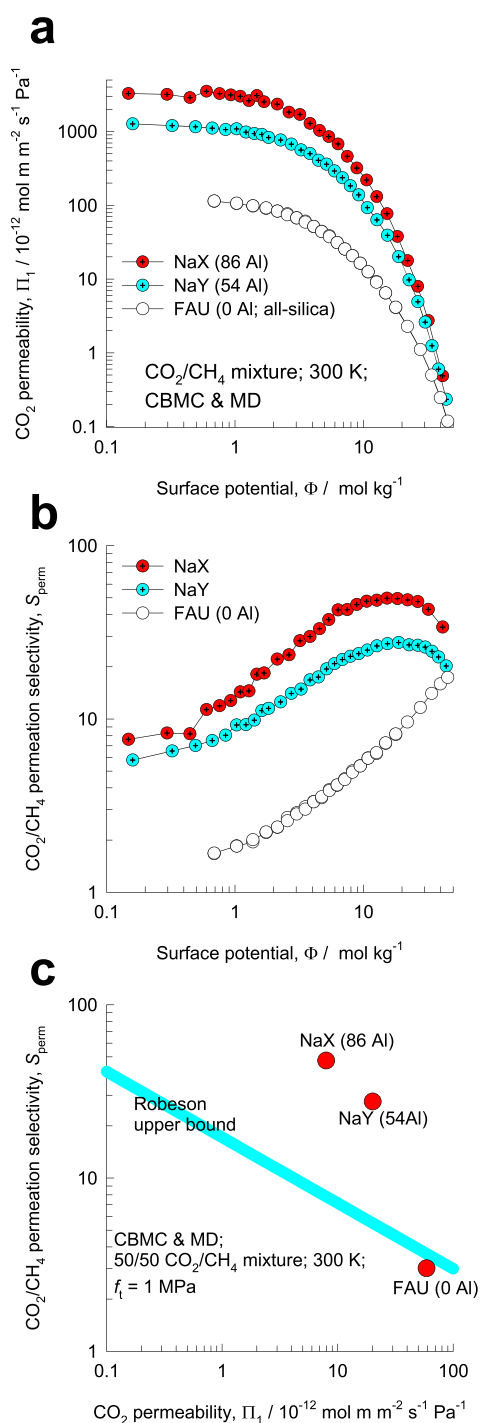 a
CO2 permeability, Π1 / 10-12 mol m m-2 s-1 Pa-1
1000
100
10
1
0.1
NaX (86 Al)
NaY (54 Al)
FAU (0 Al; all-silica)
CO2/CH4 mixture; 300 K;
CBMC & MD
0.1 1 10
Surface potential, Φ / mol kg-1
b
CO2/CH4 permeation selectivity, Sperm
100
10
1
NaX
NaY
FAU (0 Al)
0.1 1 10
Surface potential, Φ / mol kg-1
c
CO2/CH4 permeation selectivity, Sperm
100
10
1
NaX (86 Al)
NaY (54Al)
Robeson
upper bound
CBMC & MD;
50/50 CO2/CH4 mixture; 300 K;
ft = 1 MPa
FAU (0 Al)
0.1 1 10 100
CO2 permeability, Π1 / 10-12 mol m m-2 s-1 Pa-1